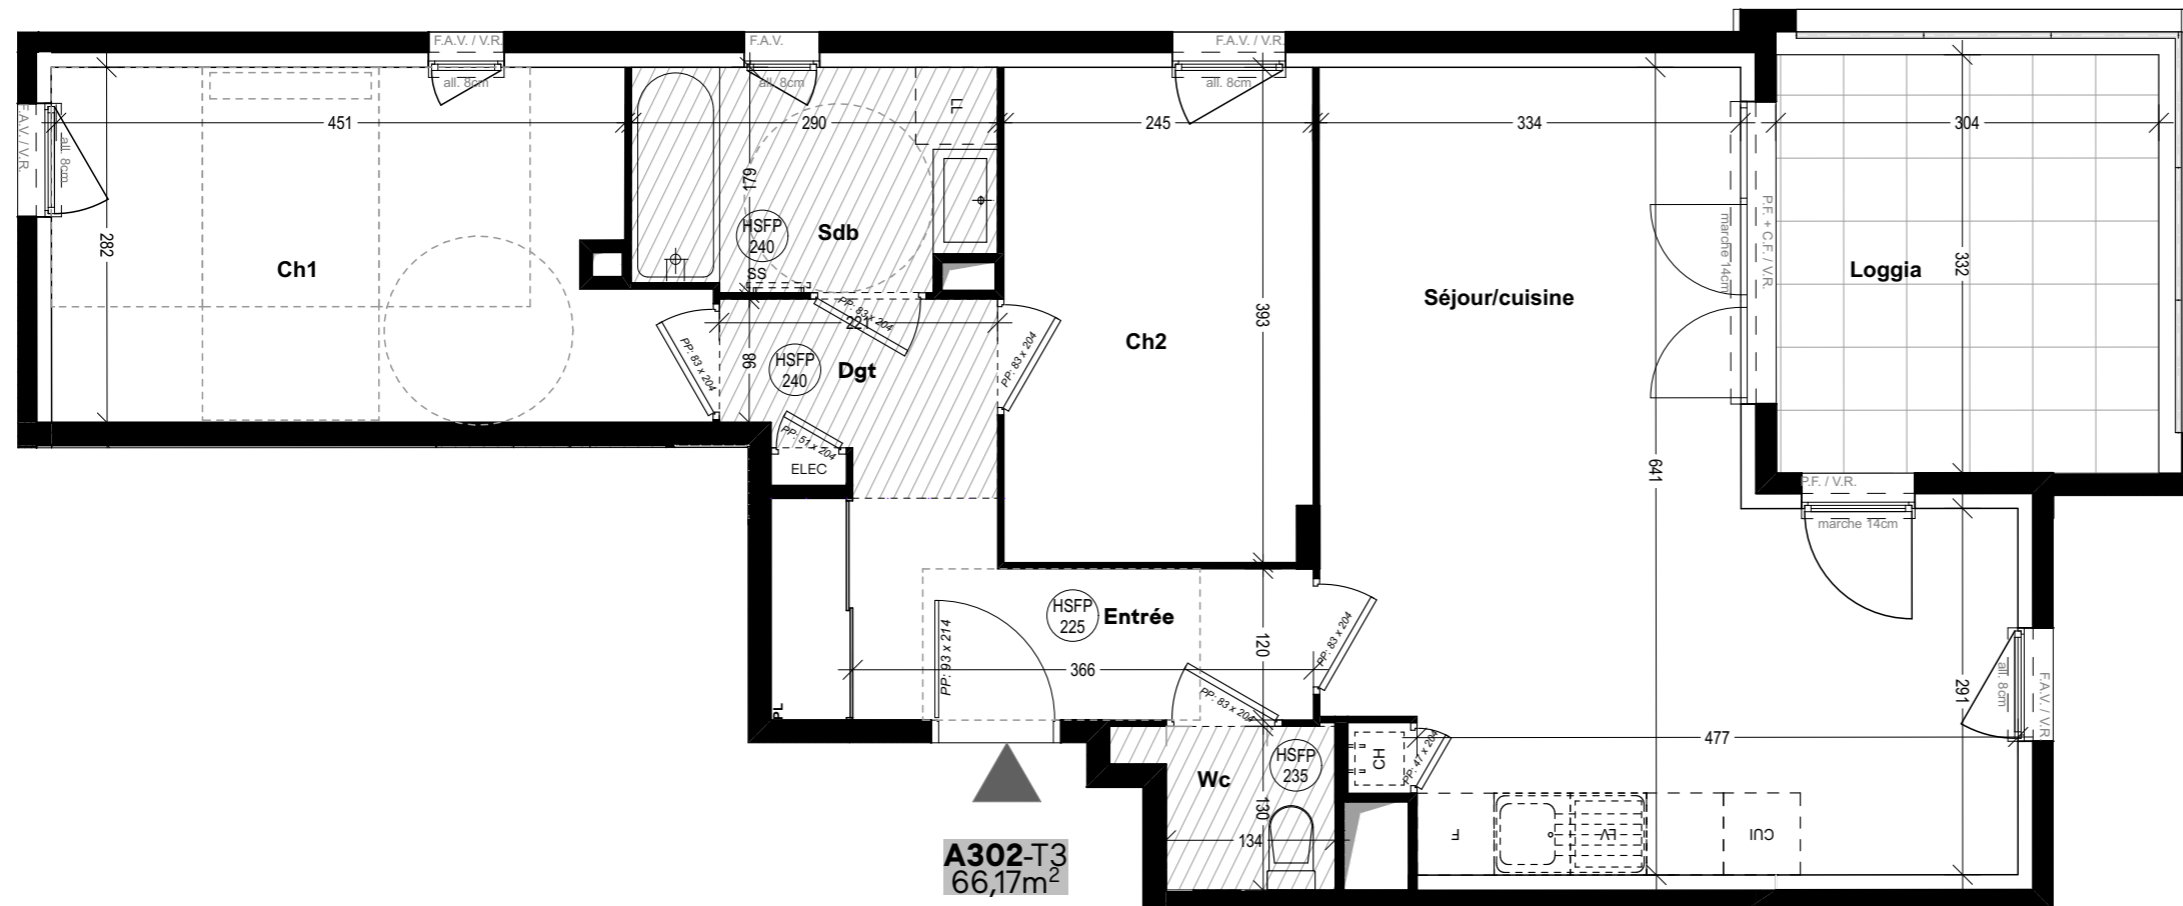 F.A.V. / V.R.
all. 8cm
F.A.V.
all. 8cm
F.A.V. / V.R.
all. 8cm
F.A.V. / V.R.
all. 8cm
451
290
245
334
304
LL
282
179
Ch1
HSFP
240
Sdb
SS
PP: 83 x 204
221
PP: 83 x 204
98
HSFP
240
Dgt
PP: 83 x 204
PP: 51 x 204
ELEC
Ch2
393
Séjour/cuisine
641
marche 14cm
P.F. + C.F. / V.R.
Loggia
332
P.F. / V.R.
marche 14cm
HSFP
225
Entrée
PP: 93 x 214
366
120
PP: 83 x 204
PP: 83 x 204
PL
291
all. 8cm
F.A.V. / V.R
477
CH
PP: 47 x 204
Wc
HSFP
235
130
134
F
LV
CUI
A302-T3
66,17m²